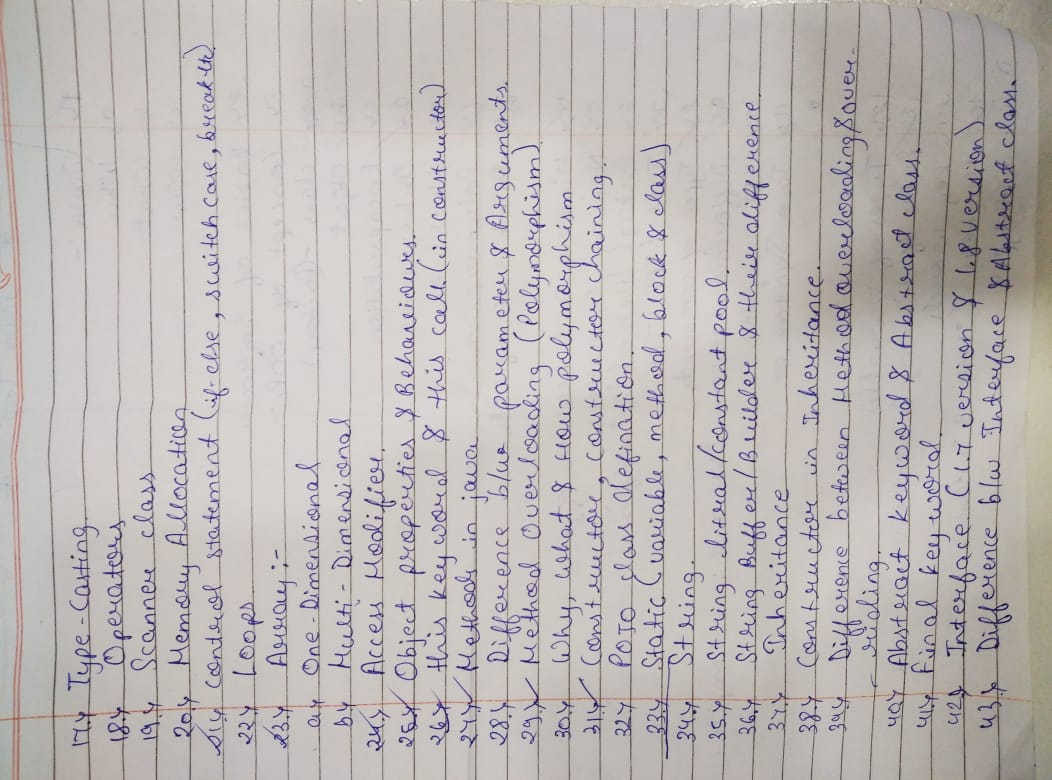 17.) Type-Casting
18.) Operators
19.) Scanner class
20.) Memory Allocation
21.) Control statement (if-else, switch case, break etc)
22.) Loops
23.) Array :-
a.) One-Dimensional
b.) Multi-Dimensional
24.) Access Modifier.
25.) Object properties & Behaviours.
26.) this keyword & this call (in constructor)
27.) Methods in java
28.) Difference b/w parameter & Arguments.
29.) Method Overloading (Polymorphism)
30.) Why, what & How polymorphism
31.) Constructor, Constructor chaining.
32.) POJO class defination.
33.) Static (variable, method, block & class)
34.) String.
35.) String litral/constant pool.
36.) String Buffer/Builder & their difference.
37.) Inheritance
38.) Constructor in Inheritance.
39.) Difference between Method overloading & over-
riding.
40.) Abstract keyword & Abstract class.
41.) Final keyword.
42.) Interface (1.7 version & 1.8 version)
43.) Difference b/w Interface & Abstract class.